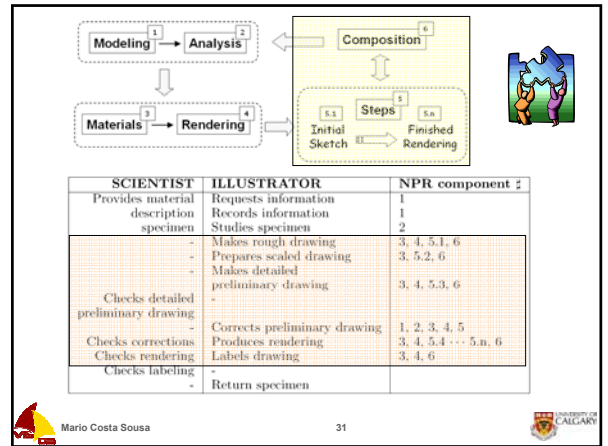 Modeling 1 Analysis 2
Composition 6
Materials 3 Rendering 4
Steps 5
5.1 5.n
Initial Finished
Sketch Rendering
SCIENTIST ILLUSTRATOR NPR component ♯
Provides material Requests information 1
description Records information 1
specimen Studies specimen 2
- Makes rough drawing 3, 4, 5.1, 6
- Prepares scaled drawing 3, 5.2, 6
- Makes detailed
preliminary drawing 3, 4, 5.3, 6
Checks detailed -
preliminary drawing
- Corrects preliminary drawing 1, 2, 3, 4, 5
Checks corrections Produces rendering 3, 4, 5.4 ··· 5.n, 6
Checks rendering Labels drawing 3, 4, 6
Checks labeling -
- Return specimen
Mario Costa Sousa 31
UNIVERSITY OF
CALGARY